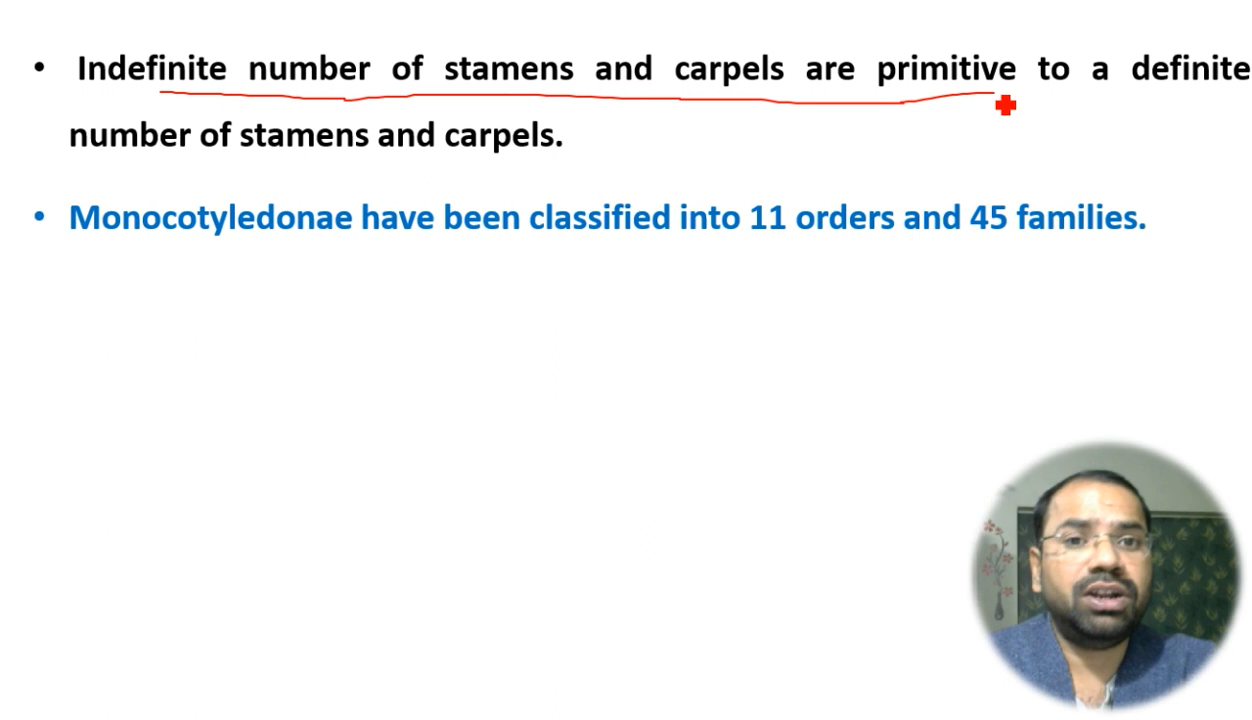 • Indefinite number of stamens and carpels are primitive to a definite
number of stamens and carpels.
• Monocotyledonae have been classified into 11 orders and 45 families.